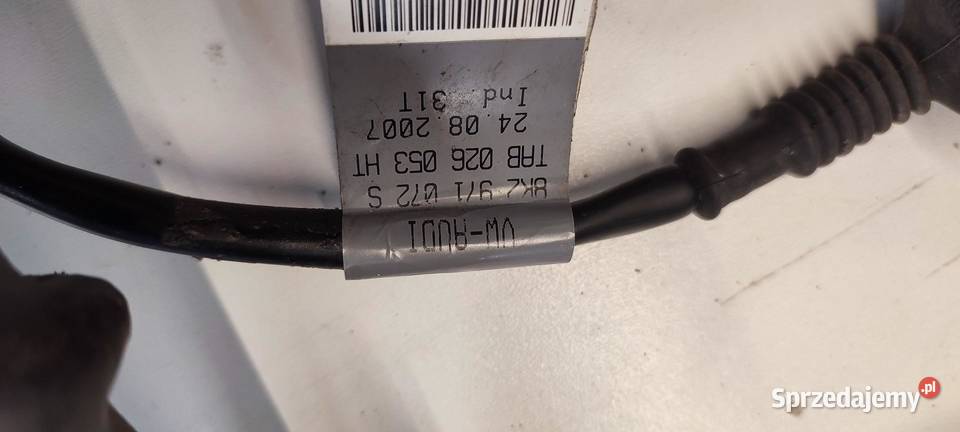 VW-AUDI
8K2 971 072 S
TAB 026 053 HT
24.08.2007
Ind. 31T
Sprzedajemy.pl